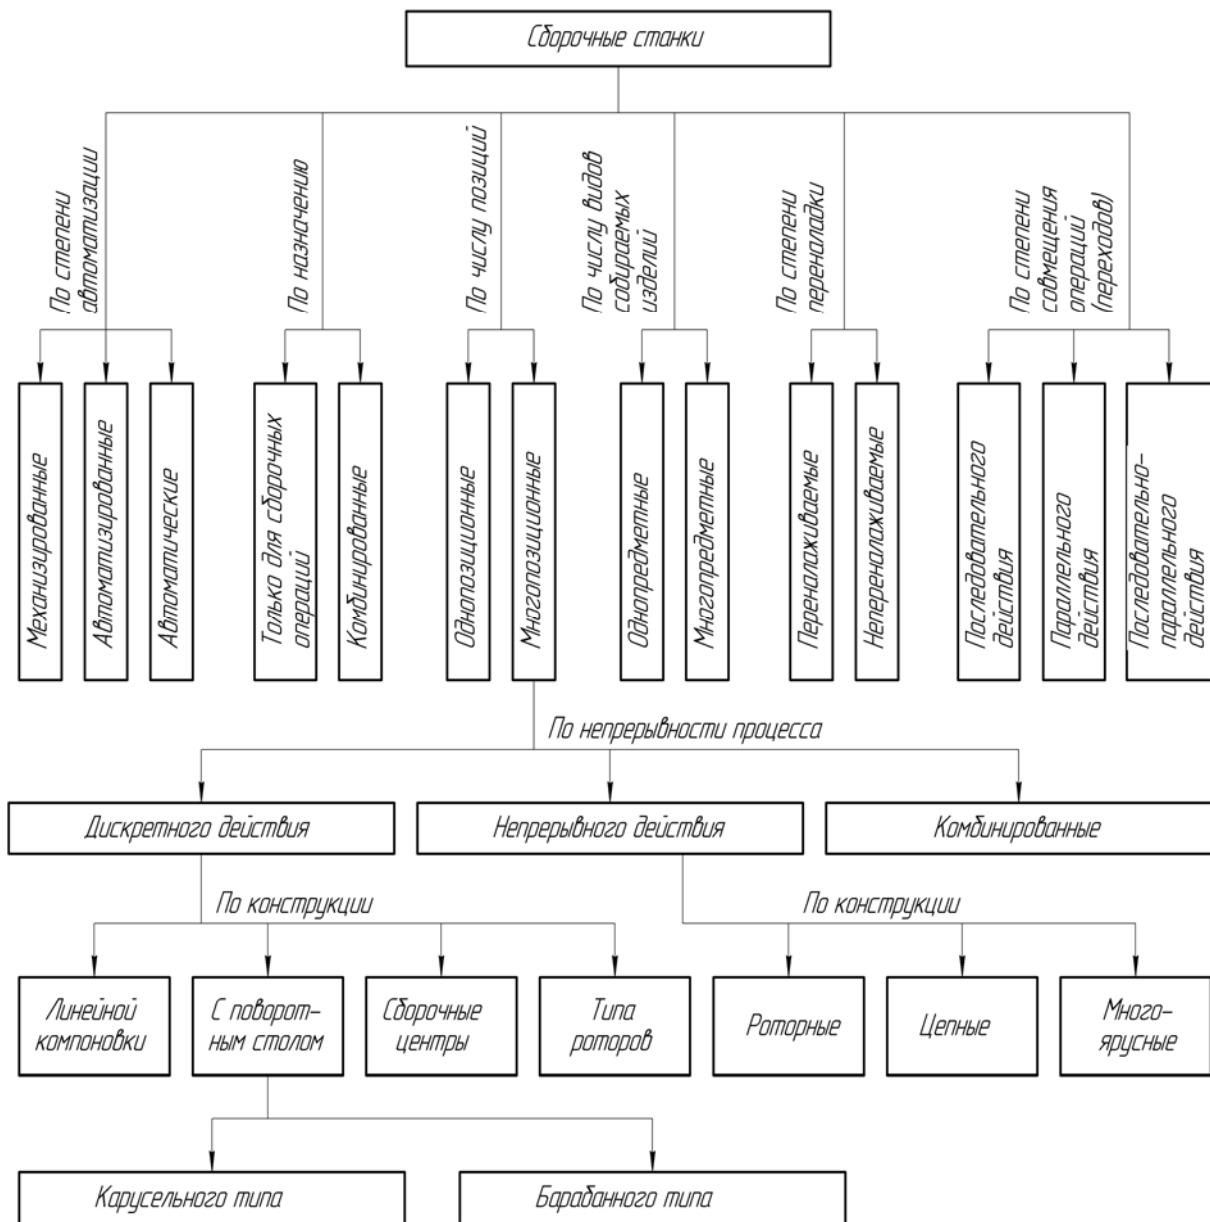 Сборочные станки
По степени
автоматизации
По назначению
По числу позиций
По числу видов
собираемых
изделий
По степени
переналадки
По степени
совмещения
операций
(переходов)
Механизированные
Автоматизированные
Автоматические
Только для сборочных
операций
Комбинированные
Однопозиционные
Многопозиционные
Однопредметные
Многопредметные
Переналаживаемые
Непереналаживаемые
Последовательного
действия
Параллельного
действия
Последовательно-
параллельного
действия
По непрерывности процесса
Дискретного действия
Непрерывного действия
Комбинированные
По конструкции
По конструкции
Линейной
компоновки
С поворот-
ным столом
Сборочные
центры
Типа
роторов
Роторные
Цепные
Много-
ярусные
Карусельного типа
Барабанного типа